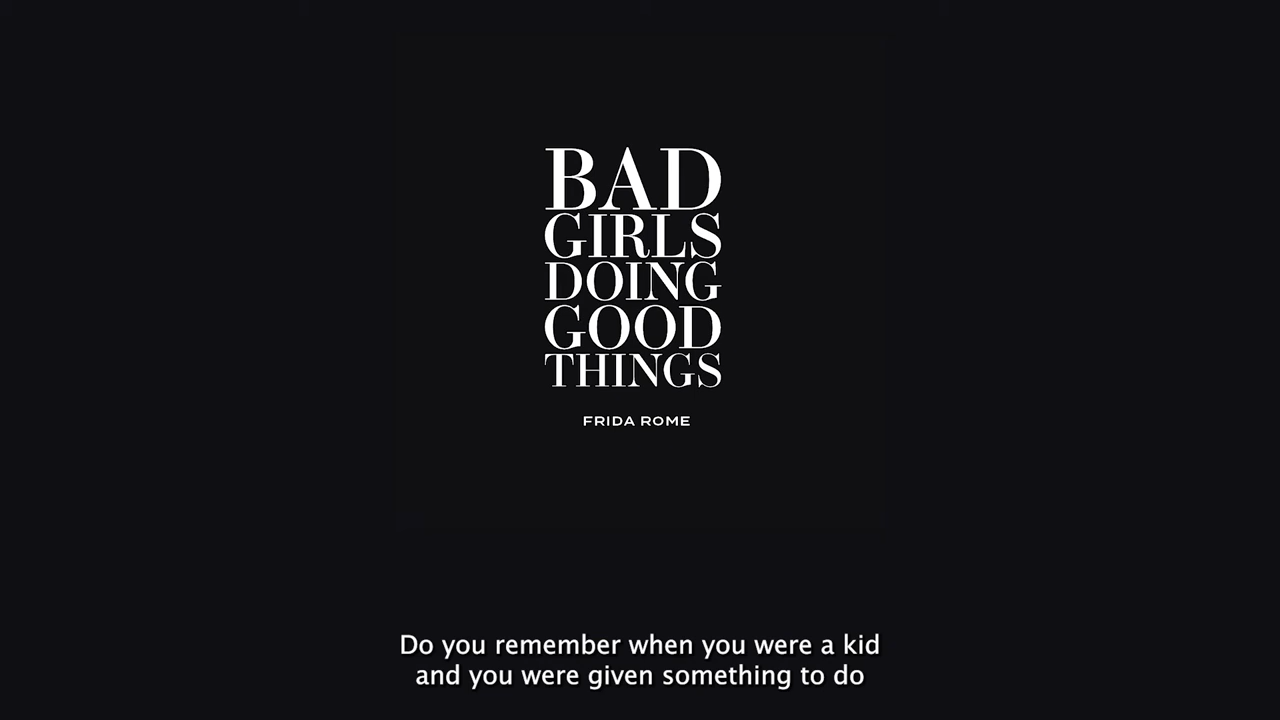 BAD
GIRLS
DOING
GOOD
THINGS
FRIDA ROME
Do you remember when you were a kid
and you were given something to do